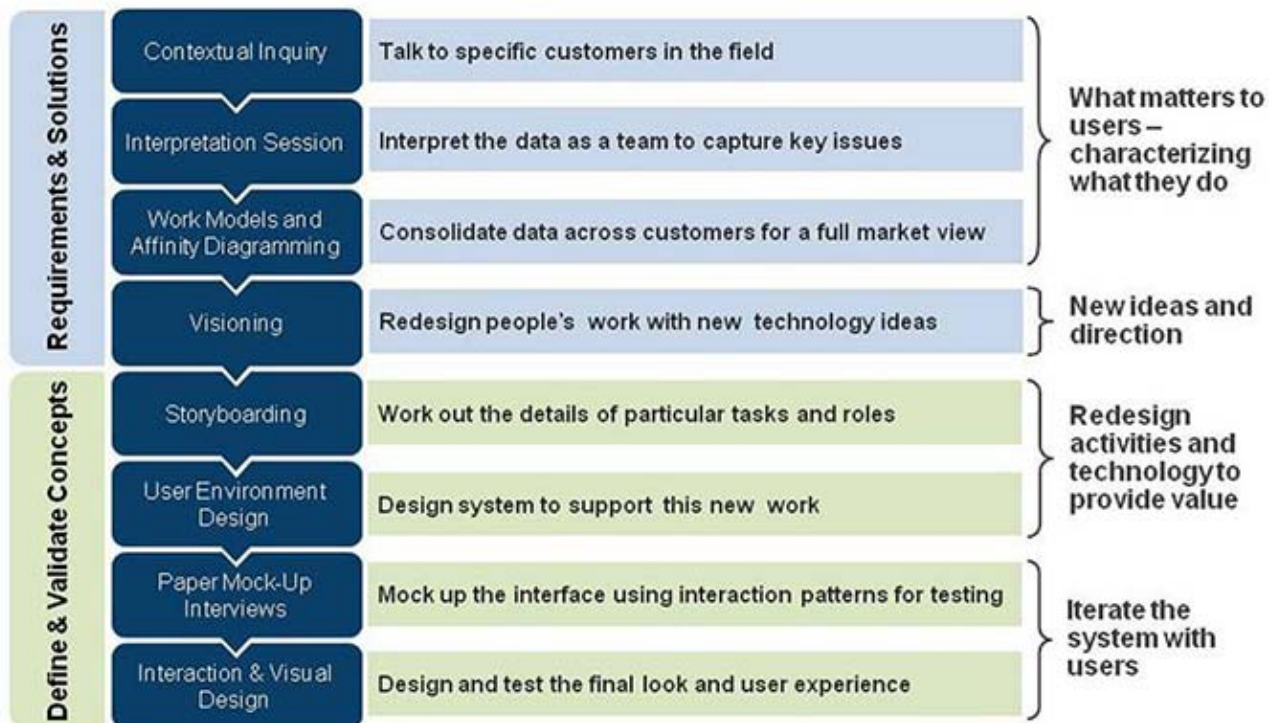 Requirements & Solutions
Contextual Inquiry
Talk to specific customers in the field
Interpretation Session
Interpret the data as a team to capture key issues
Work Models and
Affinity Diagramming
Consolidate data across customers for a full market view
What matters to
users –
characterizing
what they do
Visioning
Redesign people's work with new technology ideas
New ideas and
direction
Define & Validate Concepts
Storyboarding
Work out the details of particular tasks and roles
User Environment
Design
Design system to support this new work
Redesign
activities and
technology to
provide value
Paper Mock-Up
Interviews
Mock up the interface using interaction patterns for testing
Interaction & Visual
Design
Design and test the final look and user experience
Iterate the
system with
users